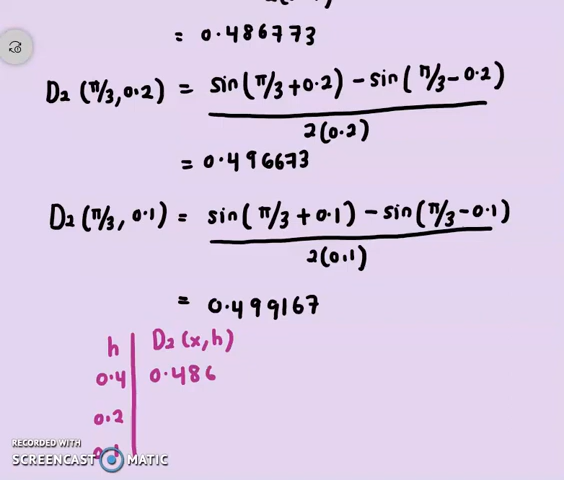 = 0.486773
D2 (π/3, 0.2) = sin(π/3 + 0.2) - sin(π/3 - 0.2)
2(0.2)
= 0.496673
D2 (π/3, 0.1) = sin(π/3 + 0.1) - sin(π/3 - 0.1)
2(0.1)
= 0.499167
h D2 (x, h)
0.4 0.486
0.2
RECORDED WITH
SCREENCAST MATIC